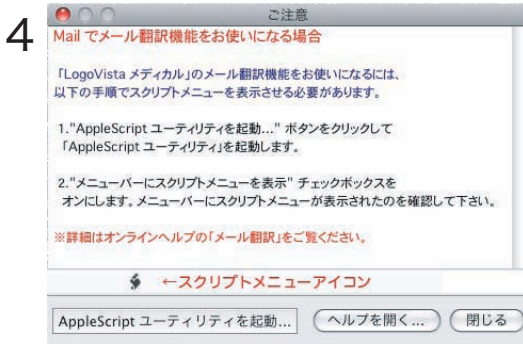 4
ご注意
Mail でメール翻訳機能をお使いになる場合
「LogoVista メディカル」のメール翻訳機能をお使いになるには、
以下の手順でスクリプトメニューを表示させる必要があります。
1."AppleScript ユーティリティを起動..." ボタンをクリックして
「AppleScript ユーティリティ」を起動します。
2."メニューバーにスクリプトメニューを表示" チェックボックスを
オンにします。メニューバーにスクリプトメニューが表示されたのを確認して下さい。
※詳細はオンラインヘルプの「メール翻訳」をご覧ください。
←スクリプトメニューアイコン
AppleScript ユーティリティを起動... ヘルプを開く... 閉じる